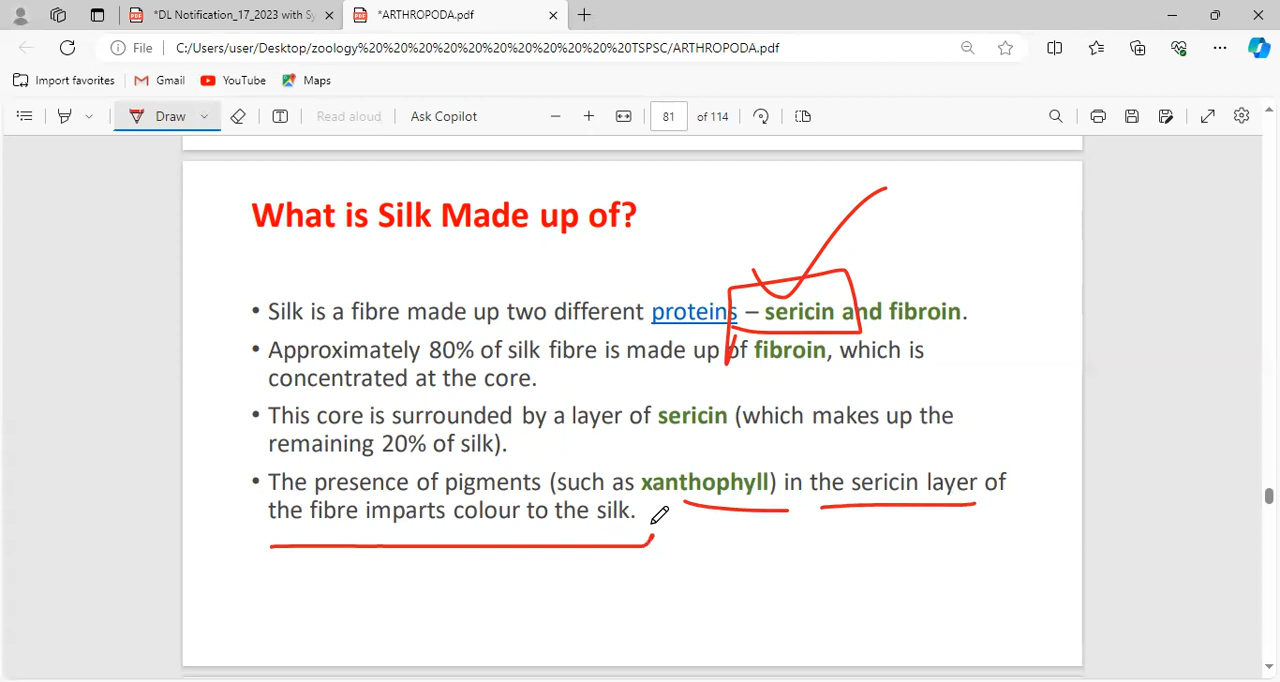 *DL Notification_17_2023 with Sy
*ARTHROPODA.pdf
File
C:/Users/user/Desktop/zoology%20%20%20%20%20%20%20%20%20%20%20TSPSC/ARTHROPODA.pdf
Import favorites
Gmail
YouTube
Maps
Draw
Read aloud
Ask Copilot
81 of 114
What is Silk Made up of?
• Silk is a fibre made up two different proteins – sericin and fibroin.
• Approximately 80% of silk fibre is made up of fibroin, which is
concentrated at the core.
• This core is surrounded by a layer of sericin (which makes up the
remaining 20% of silk).
• The presence of pigments (such as xanthophyll) in the sericin layer of
the fibre imparts colour to the silk.